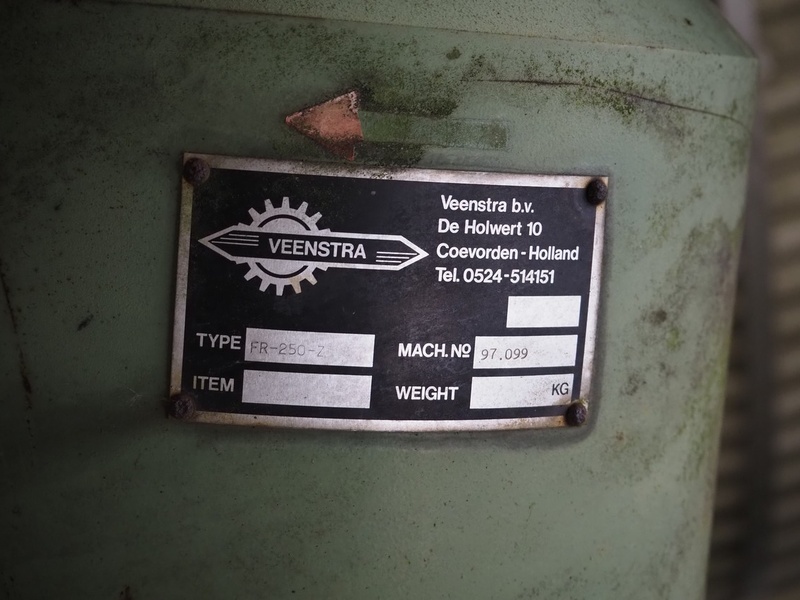 VEENSTRA
Veenstra b.v.
De Holwert 10
Coevorden - Holland
Tel. 0524-514151
TYPE FR-250-Z
MACH. Nº 97.099
ITEM
WEIGHT KG